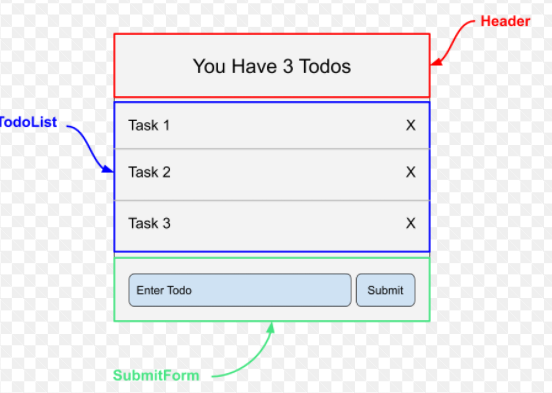 Header
You Have 3 Todos
TodoList
Task 1 X
Task 2 X
Task 3 X
Enter Todo Submit
SubmitForm